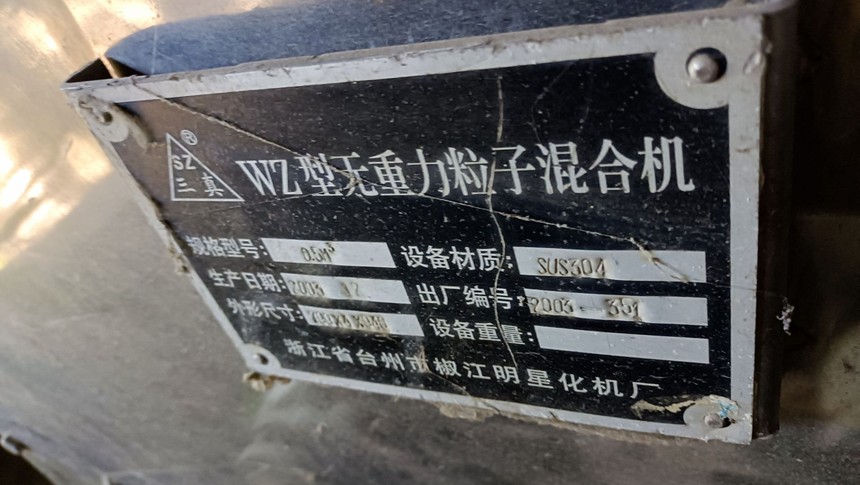 SZ®
三真
WZ型无重力粒子混合机
规格型号: 0.5M³ 设备材质: SUS304
生产日期: 2003 12 出厂编号: 2003. 351
外形尺寸: 设备重量:
浙江省台州市椒江明星化机厂